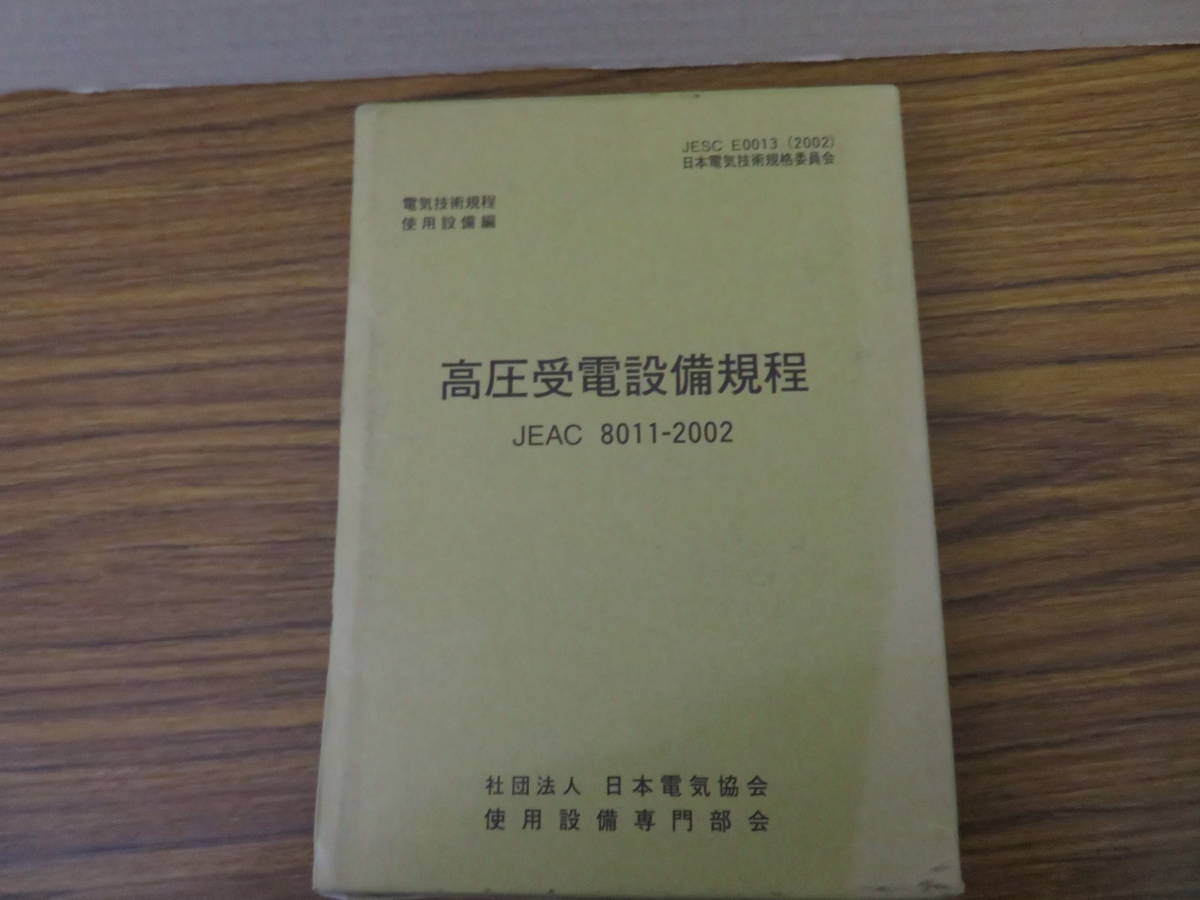 JESC E0013 (2002)
日本電気技術規格委員会
電気技術規程
使用設備編
高圧受電設備規程
JEAC 8011-2002
社団法人 日本電気協会
使用設備専門部会